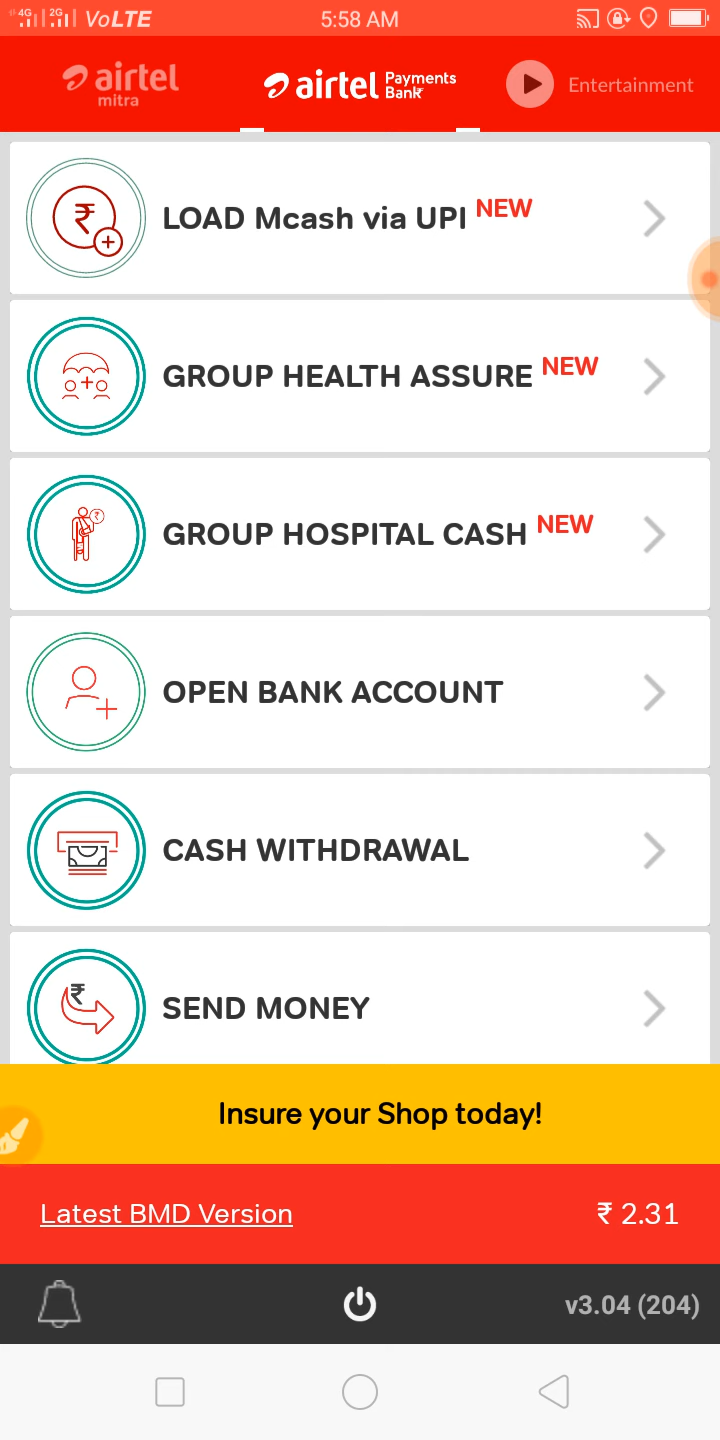 4G 2G VoLTE 5:58 AM
airtel mitra
airtel Payments Bank
Entertainment
LOAD Mcash via UPI NEW
GROUP HEALTH ASSURE NEW
GROUP HOSPITAL CASH NEW
OPEN BANK ACCOUNT
CASH WITHDRAWAL
SEND MONEY
Insure your Shop today!
Latest BMD Version ₹ 2.31
v3.04 (204)